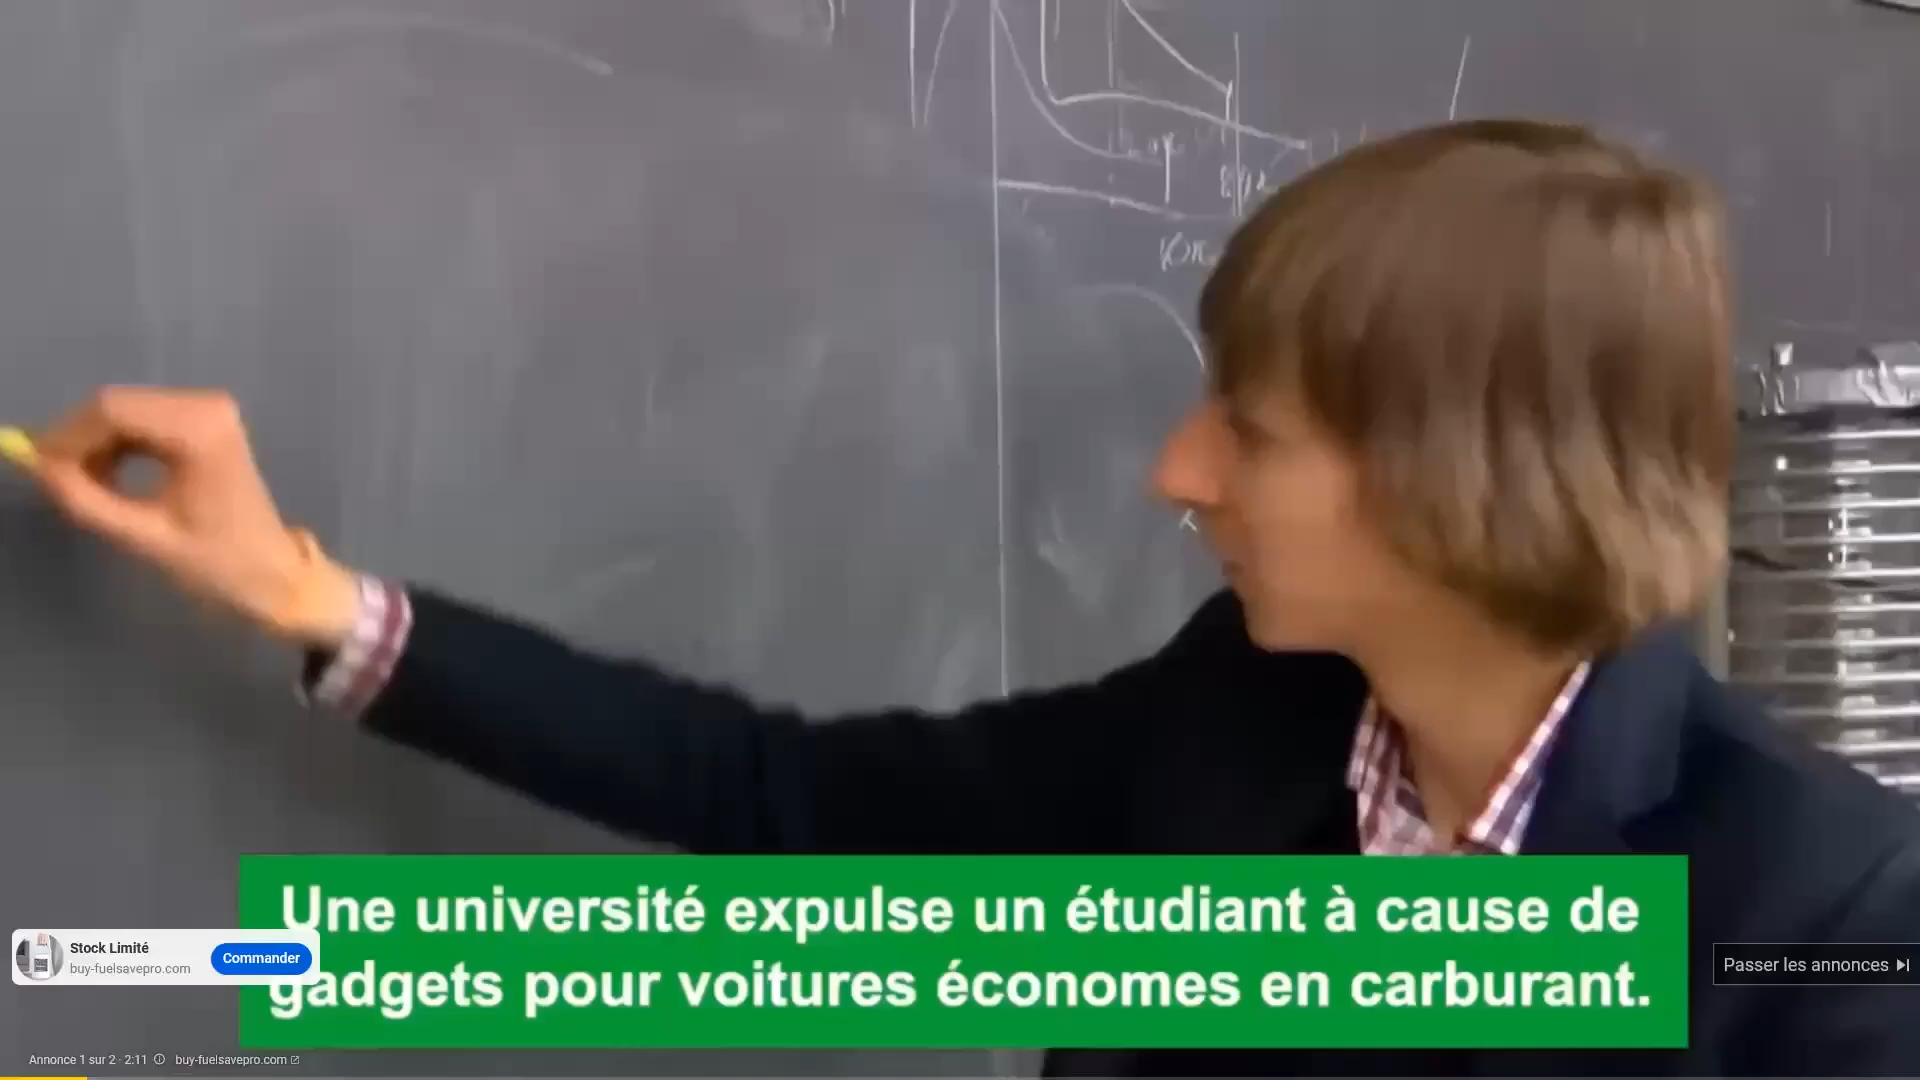 Une université expulse un étudiant à cause de
gadgets pour voitures économes en carburant.
Stock Limité
buy-fuelsavepro.com
Commander
Passer les annonces
Annonce 1 sur 2 · 2:11
buy-fuelsavepro.com